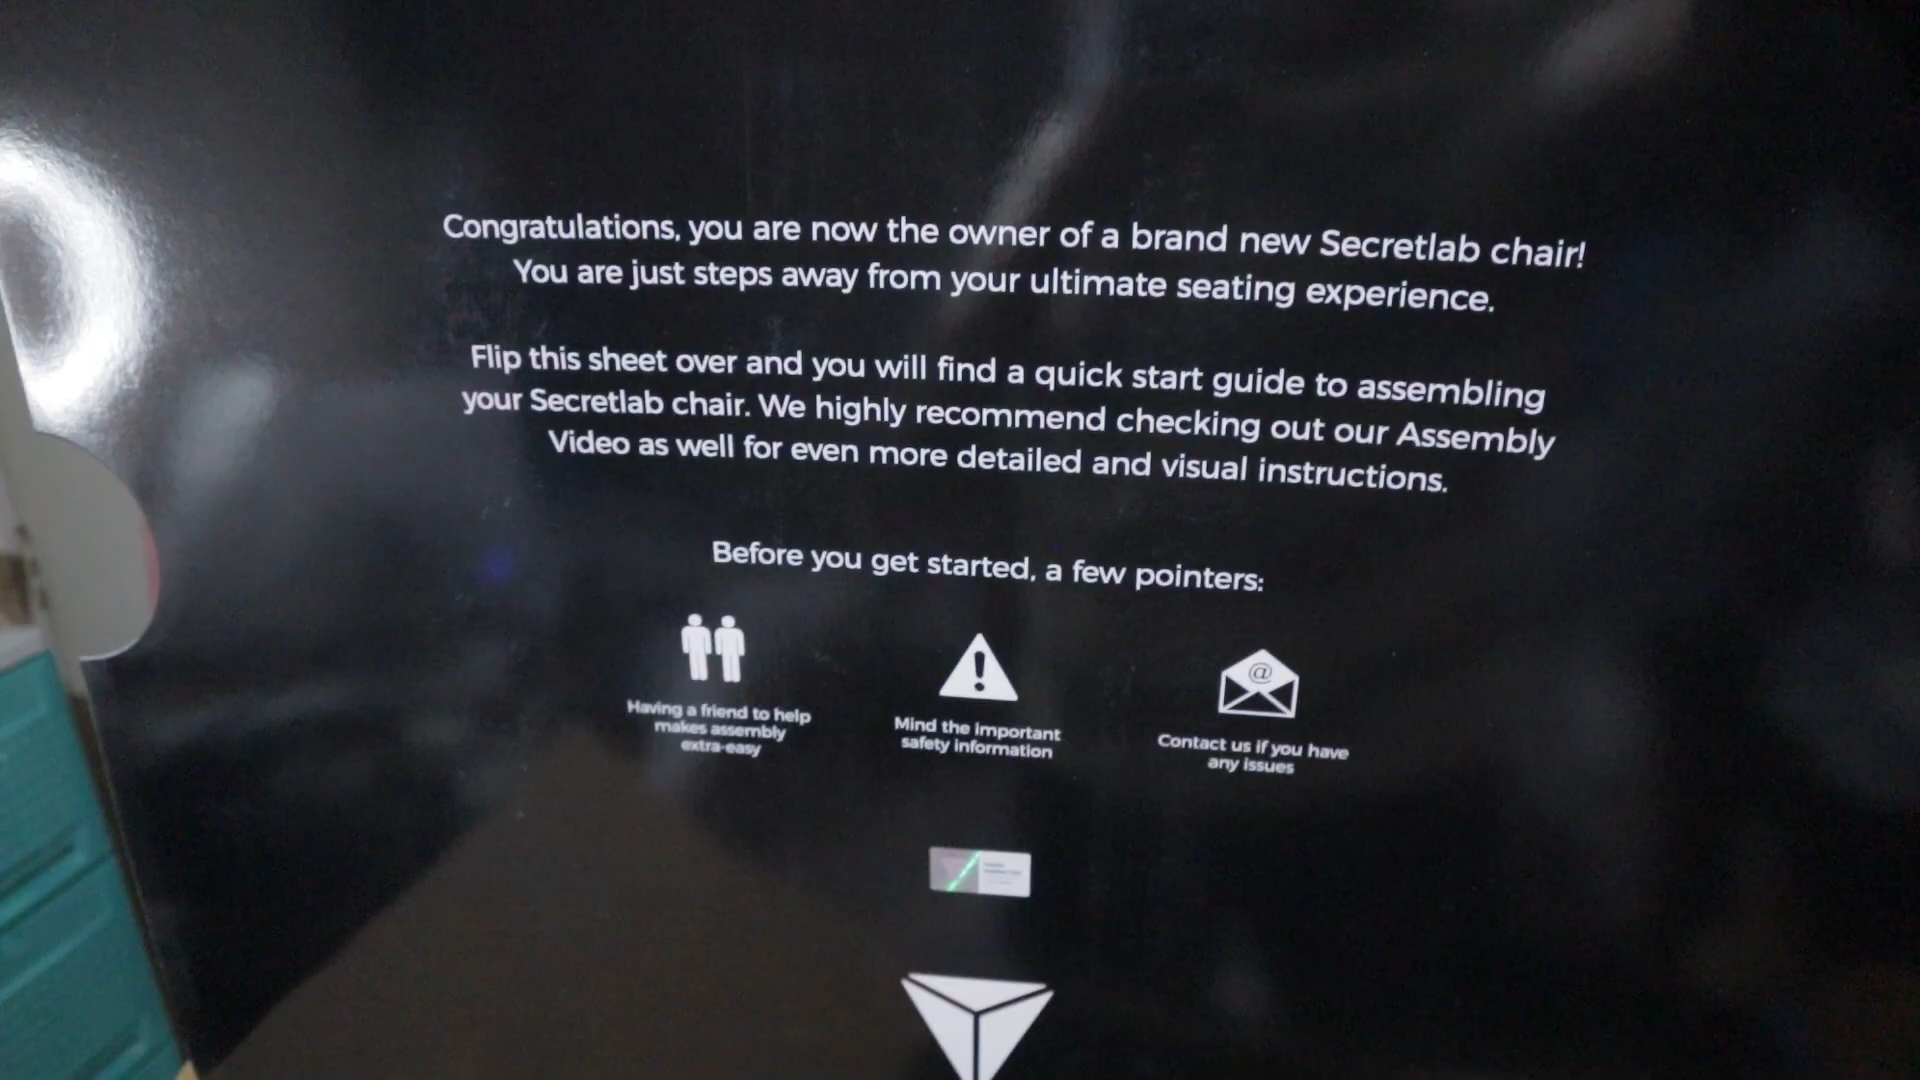 Congratulations, you are now the owner of a brand new Secretlab chair!
You are just steps away from your ultimate seating experience.
Flip this sheet over and you will find a quick start guide to assembling
your Secretlab chair. We highly recommend checking out our Assembly
Video as well for even more detailed and visual instructions.
Before you get started, a few pointers:
Having a friend to help
makes assembly
extra-easy
Mind the important
safety information
@
Contact us if you have
any issues